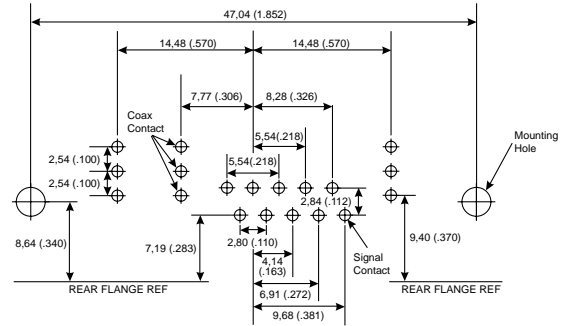 47,04 (1.852)
14,48 (.570)
14,48 (.570)
7,77 (.306)
8,28 (.326)
Coax
Contact
5,54(.218)
Mounting
Hole
2,54 (.100)
5,54(.218)
2,54 (.100)
2,84 (.112)
8,64 (.340)
7,19 (.283)
2,80 (.110)
9,40 (.370)
4,14
(.163)
Signal
Contact
6,91 (.272)
REAR FLANGE REF
REAR FLANGE REF
9,68 (.381)